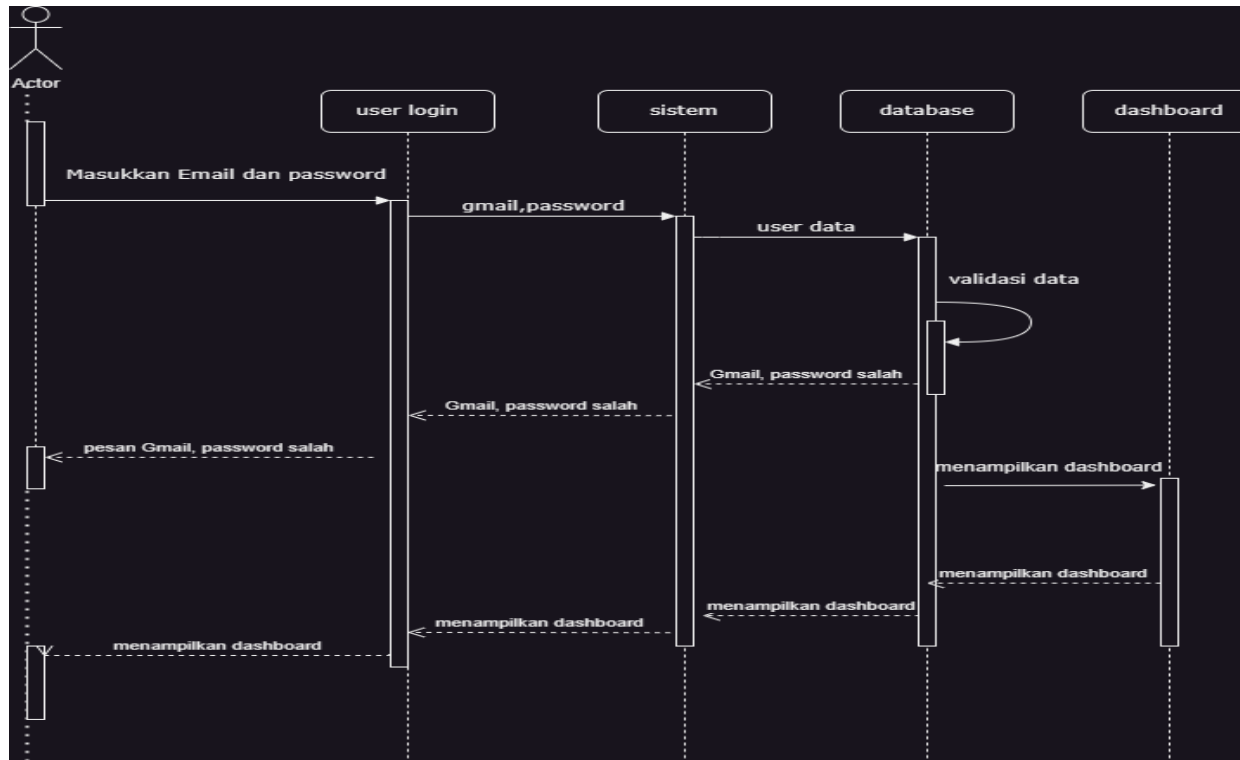 Actor
user login
sistem
database
dashboard
Masukkan Email dan password
gmail,password
user data
validasi data
Gmail, password salah
Gmail, password salah
pesan Gmail, password salah
menampilkan dashboard
menampilkan dashboard
menampilkan dashboard
menampilkan dashboard
menampilkan dashboard